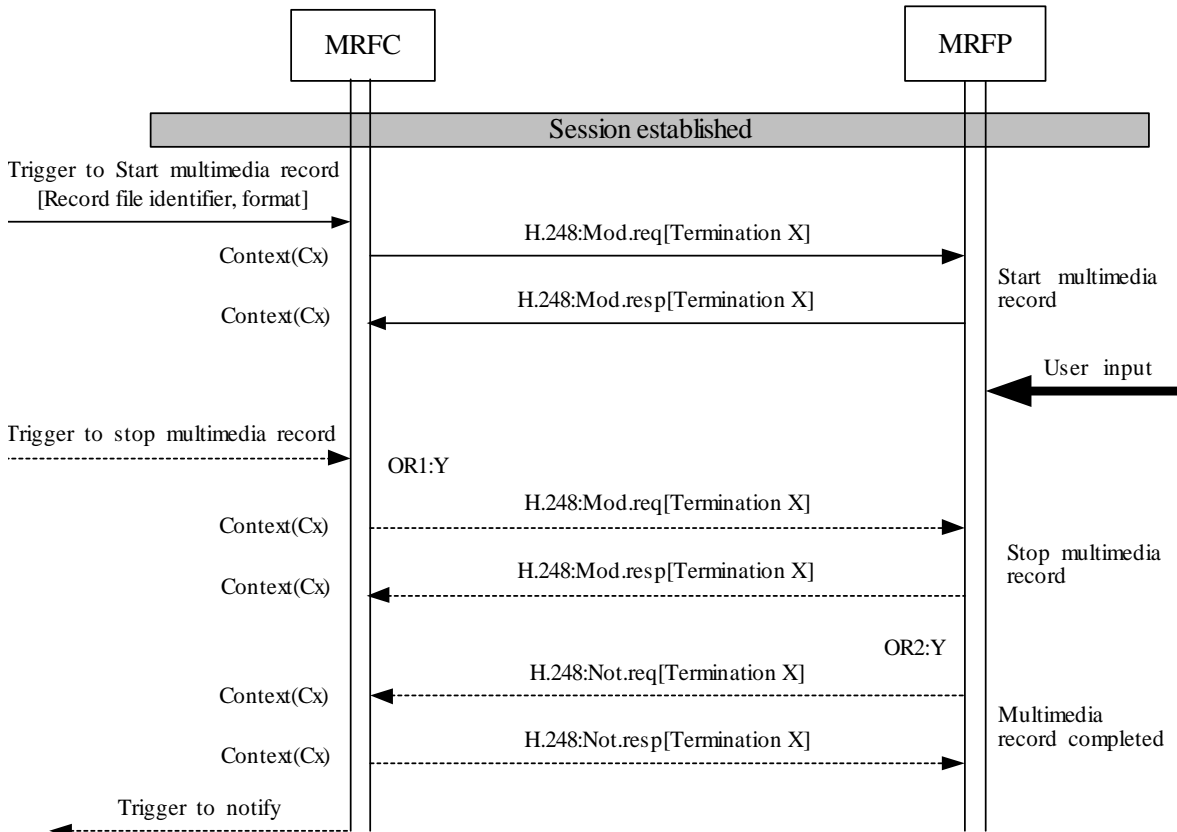 MRFC
MRFP
Session established
Trigger to Start multimedia record
[Record file identifier, format]
H.248:Mod.req[Termination X]
Context(Cx)
Start multimedia
record
H.248:Mod.resp[Termination X]
Context(Cx)
User input
Trigger to stop multimedia record
OR1:Y
H.248:Mod.req[Termination X]
Context(Cx)
Stop multimedia
record
H.248:Mod.resp[Termination X]
Context(Cx)
OR2:Y
H.248:Not.req[Termination X]
Context(Cx)
Multimedia
record completed
H.248:Not.resp[Termination X]
Context(Cx)
Trigger to notify